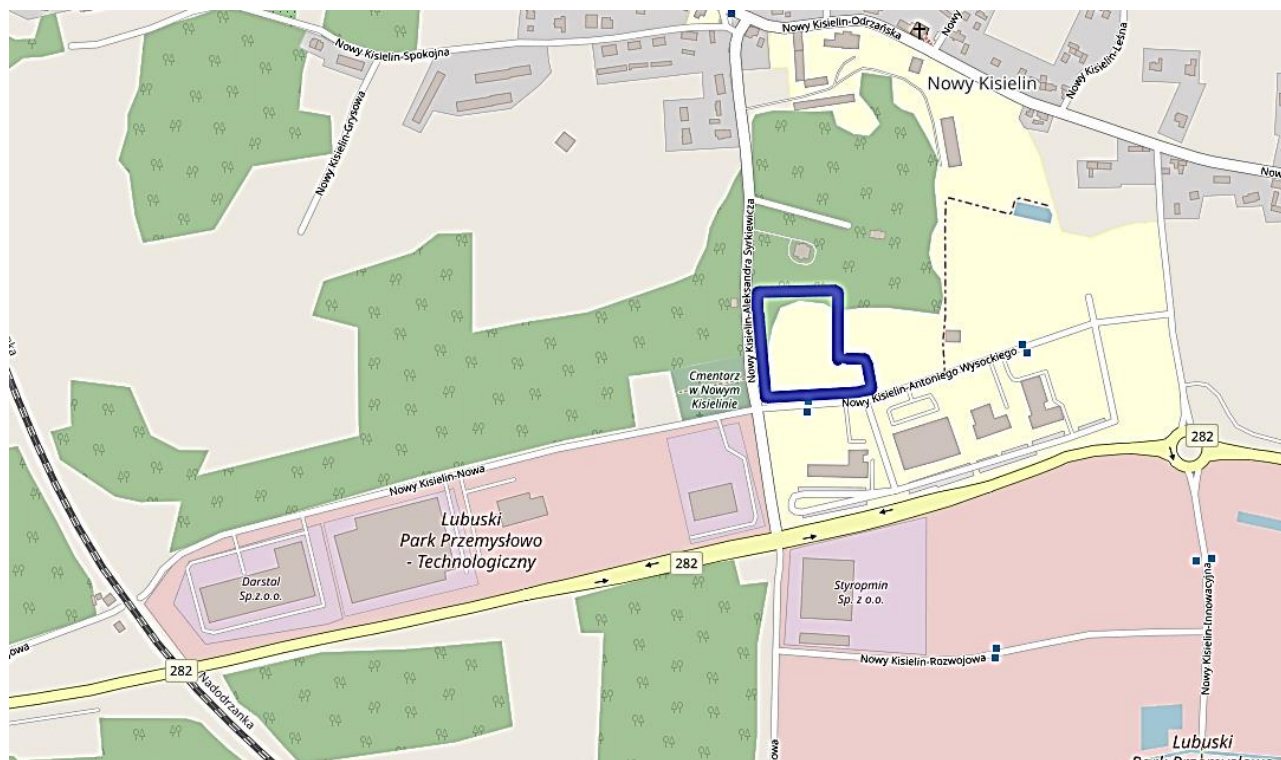 Nowy Kisielin-Odrzańska
Nowy Kisielin-Spokojna
Nowy Kisielin
Nowy Kisielin-Leśna
Nowy Kisielin-Grysowa
Nowy Kisielin-Aleksandra Syrkiewicza
Nowy Kisielin-Antoniego Wysockiego
Cmentarz
w Nowym
Kisielinie
282
Nowy Kisielin-Nowa
Lubuski
Park Przemysłowo
- Technologiczny
282
Darstal
Sp.z.o.o.
Styropmin
Sp. z o.o.
Nowy Kisielin-Innowacyjna
Nowy Kisielin-Rozwojowa
282
Nadodrzanka
Lubuski